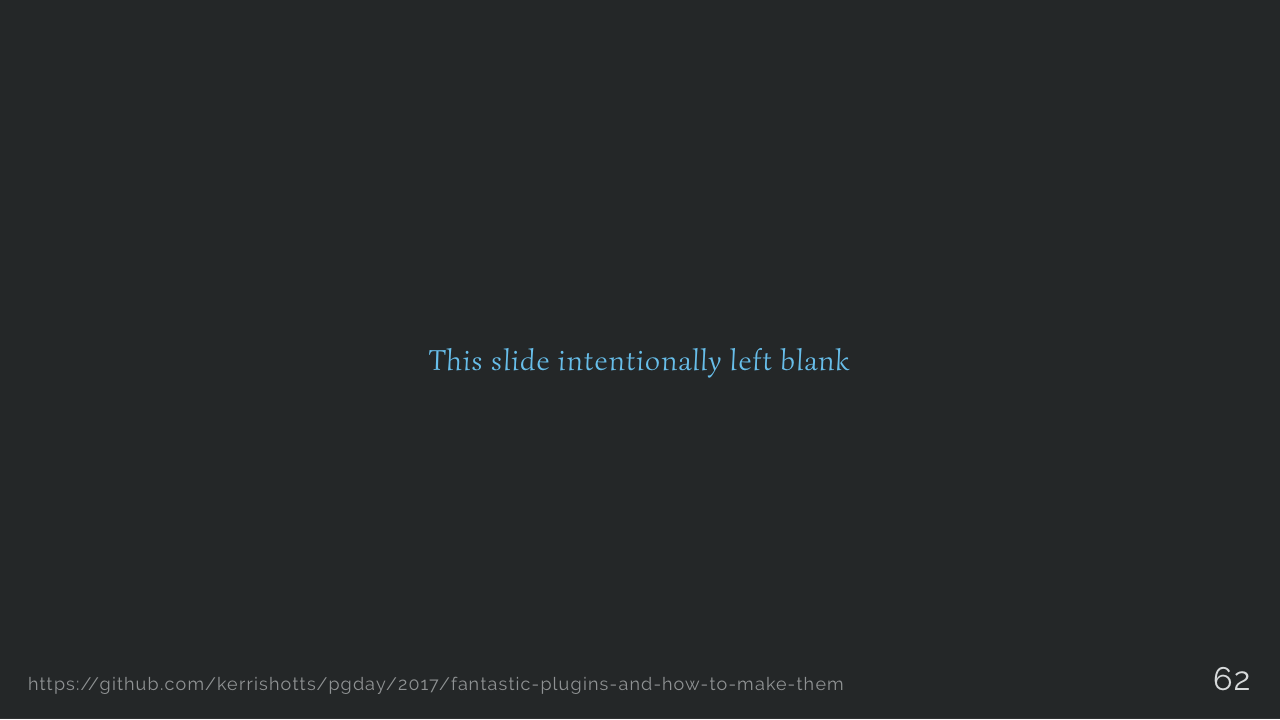 This slide intentionally left blank
https://github.com/kerrishotts/pgday/2017/fantastic-plugins-and-how-to-make-them
62